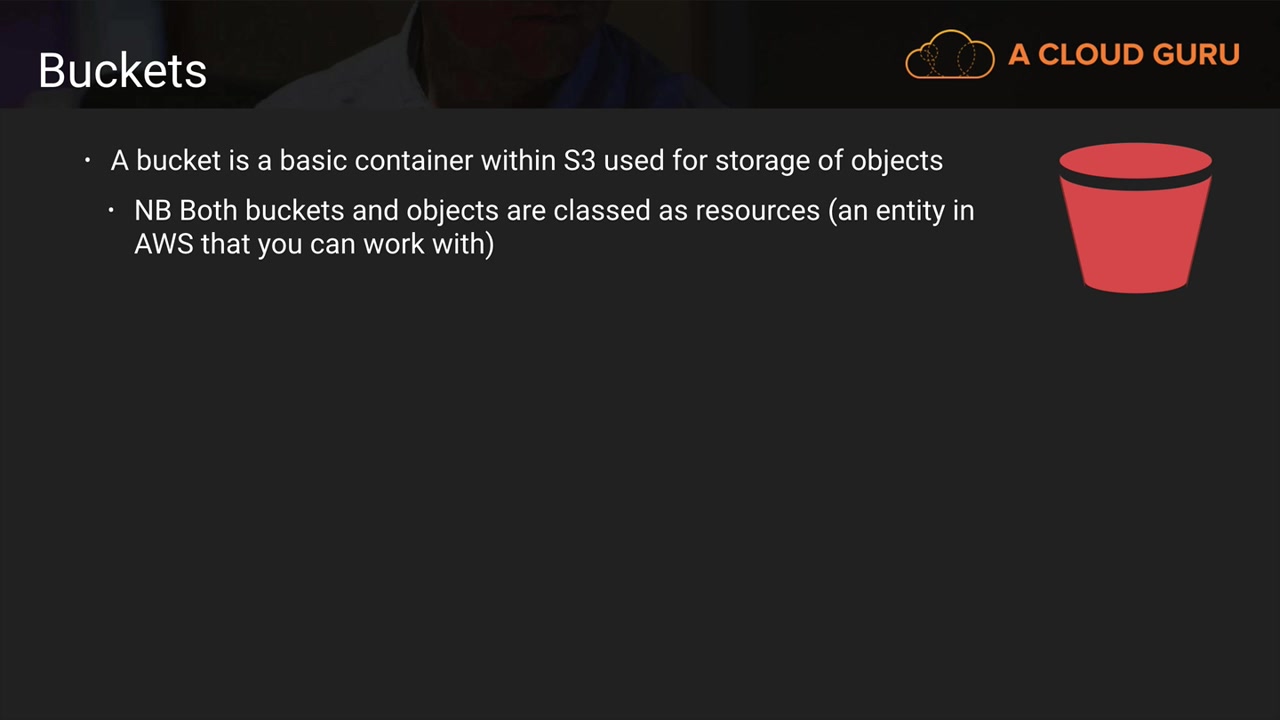 Buckets
A CLOUD GURU
· A bucket is a basic container within S3 used for storage of objects
· NB Both buckets and objects are classed as resources (an entity in
AWS that you can work with)